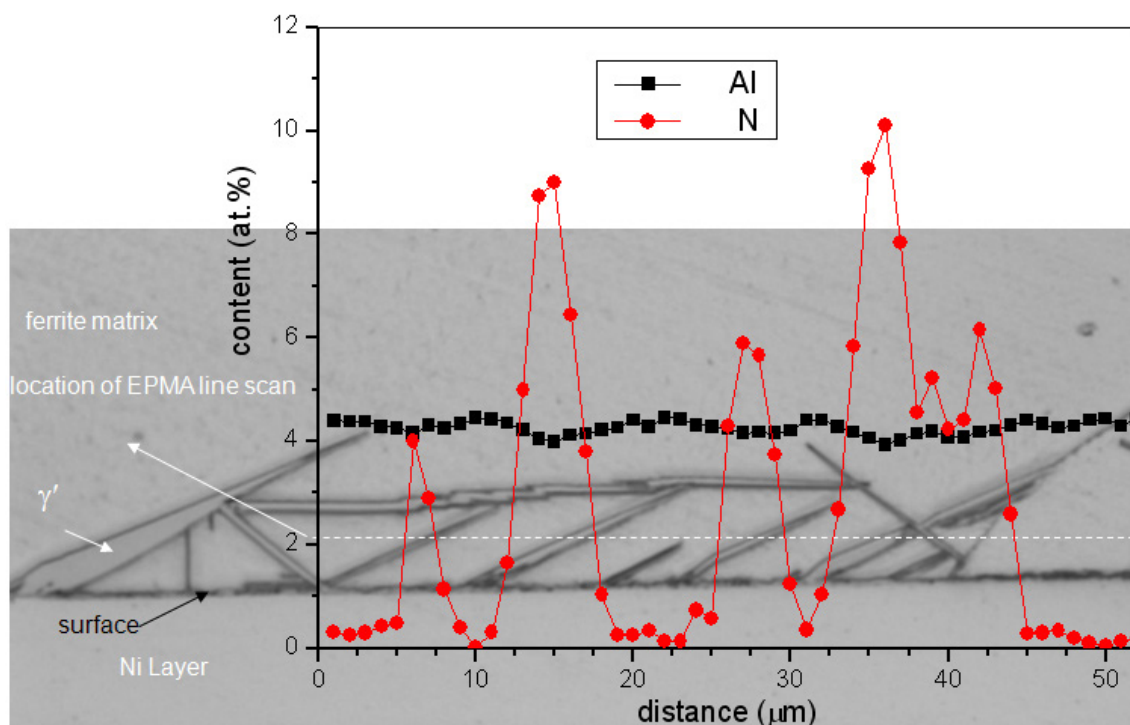 12
10
8
6
4
2
0
content (at.%)
Al
N
ferrite matrix
location of EPMA line scan
γ'
surface
Ni Layer
0 10 20 30 40 50
distance (μm)